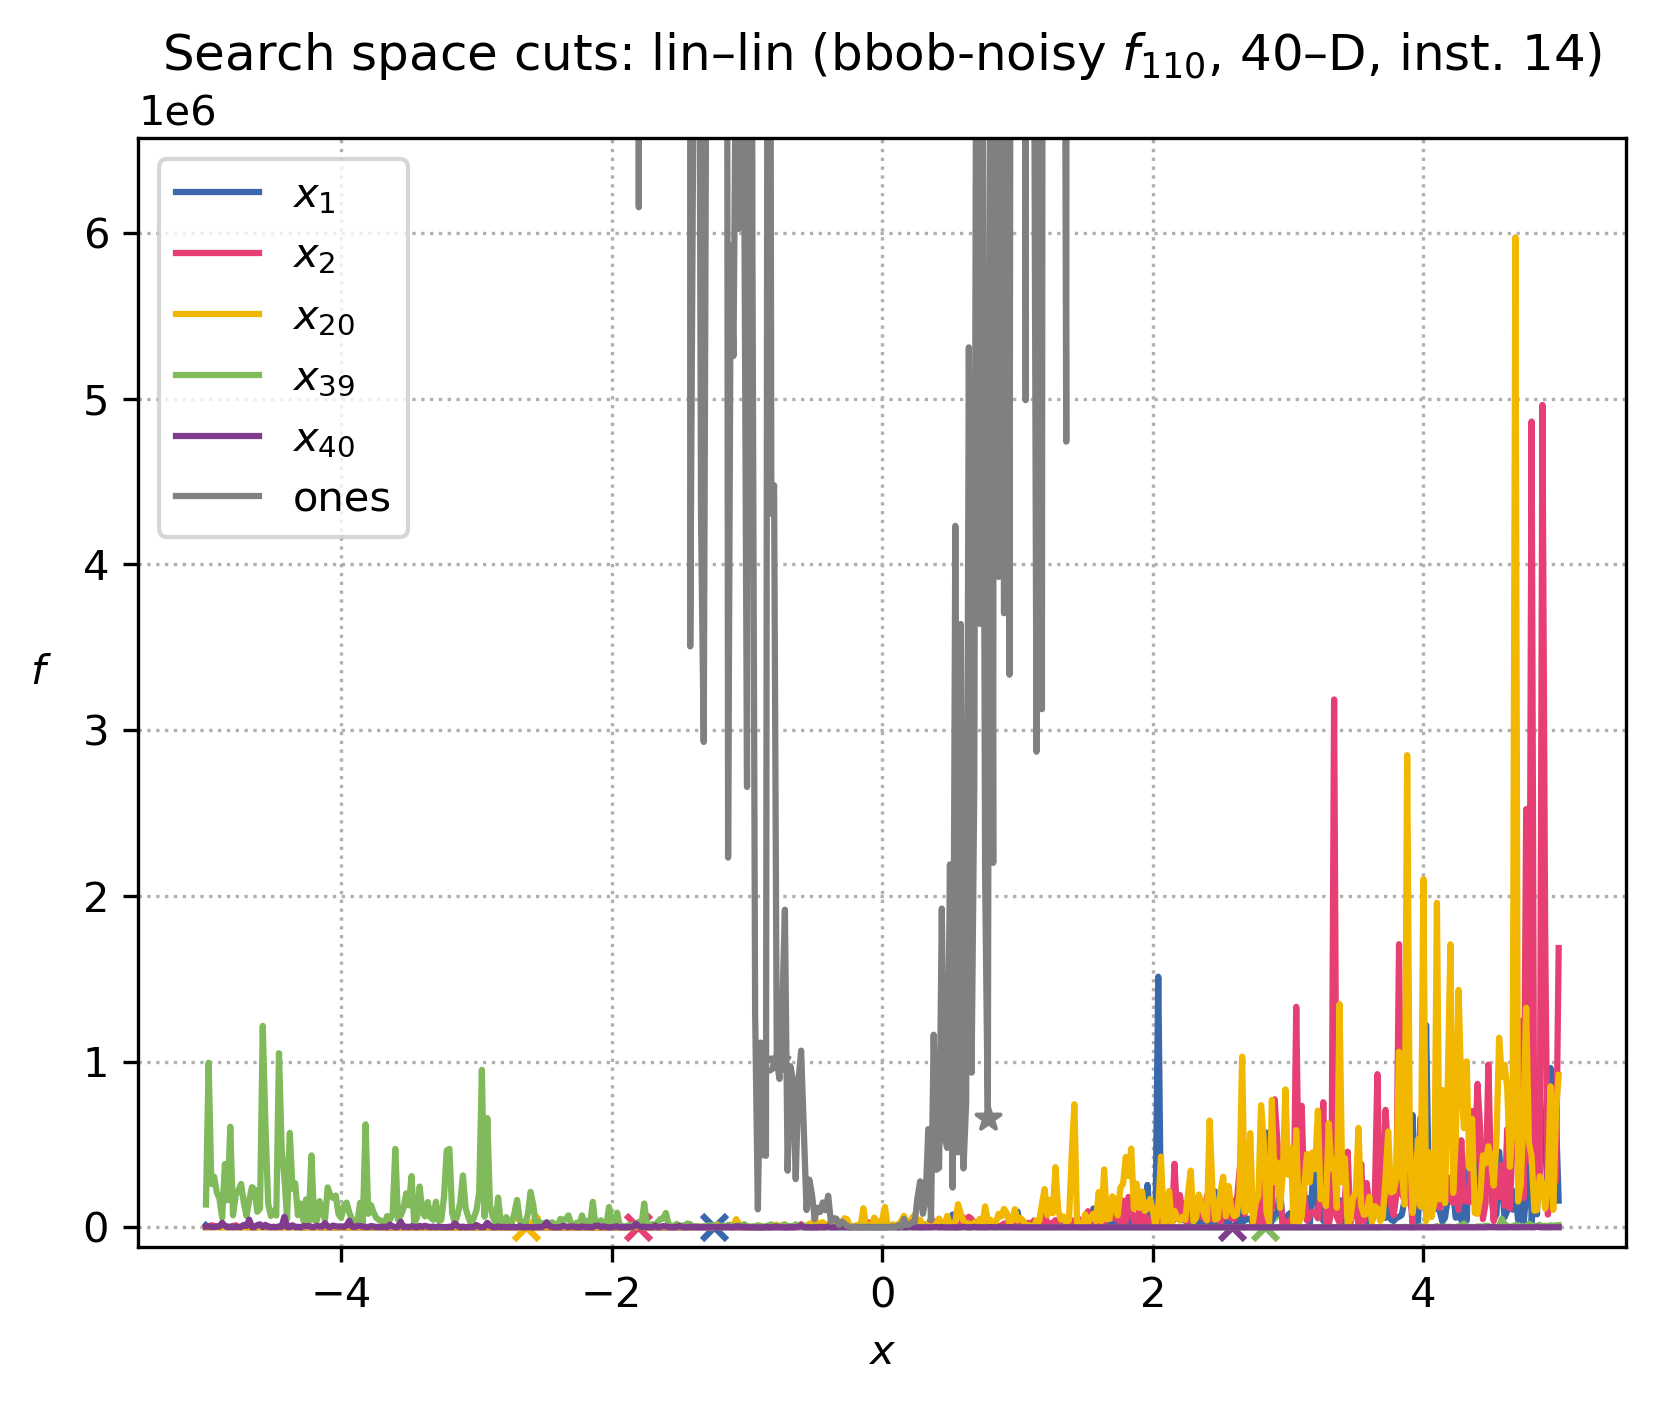 Search space cuts: lin–lin (bbob-noisy f₁₁₀, 40–D, inst. 14)
1e6
x₁
x₂
x₂₀
x₃₉
x₄₀
ones
6
5
4
3
2
1
0
f
−4 −2 0 2 4
x